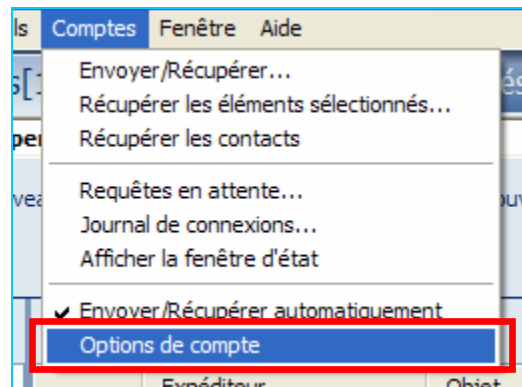 ls Comptes Fenêtre Aide
Envoyer/Récupérer...
Récupérer les éléments sélectionnés...
Récupérer les contacts
Requêtes en attente...
Journal de connexions...
Afficher la fenêtre d'état
Envoyer/Récupérer automatiquement
Options de compte
Expéditeur Objet